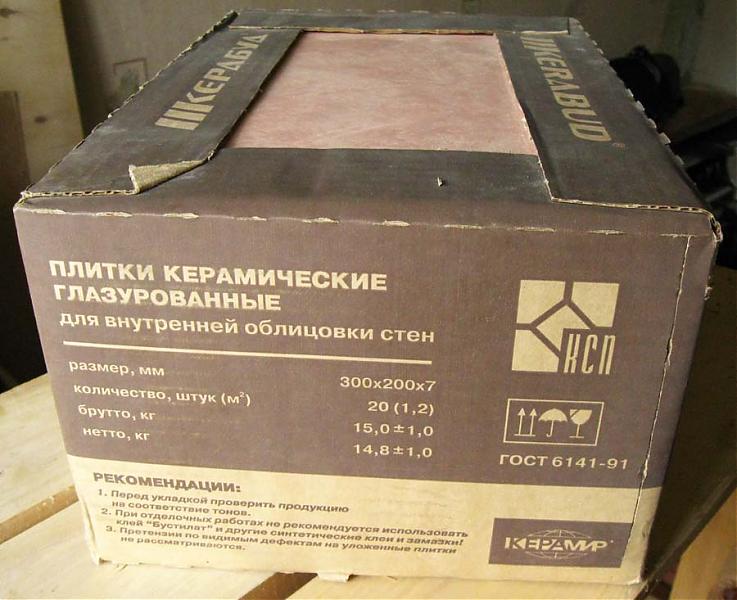 КЕРАБУД
KERABUD®
ПЛИТКИ КЕРАМИЧЕСКИЕ
ГЛАЗУРОВАННЫЕ
для внутренней облицовки стен
размер, мм 300x200x7
количество, штук (м²) 20 (1,2)
брутто, кг 15,0±1,0
нетто, кг 14,8±1,0
КСП
ГОСТ 6141-91
РЕКОМЕНДАЦИИ:
1. Перед укладкой проверить продукцию
на соответствие тонов.
2. При отделочных работах не рекомендуется использовать
клей "Бустилат" и другие синтетические клеи и замазки!
3. Претензии по видимым дефектам на уложенные плитки
не рассматриваются.
КЕРАМИР